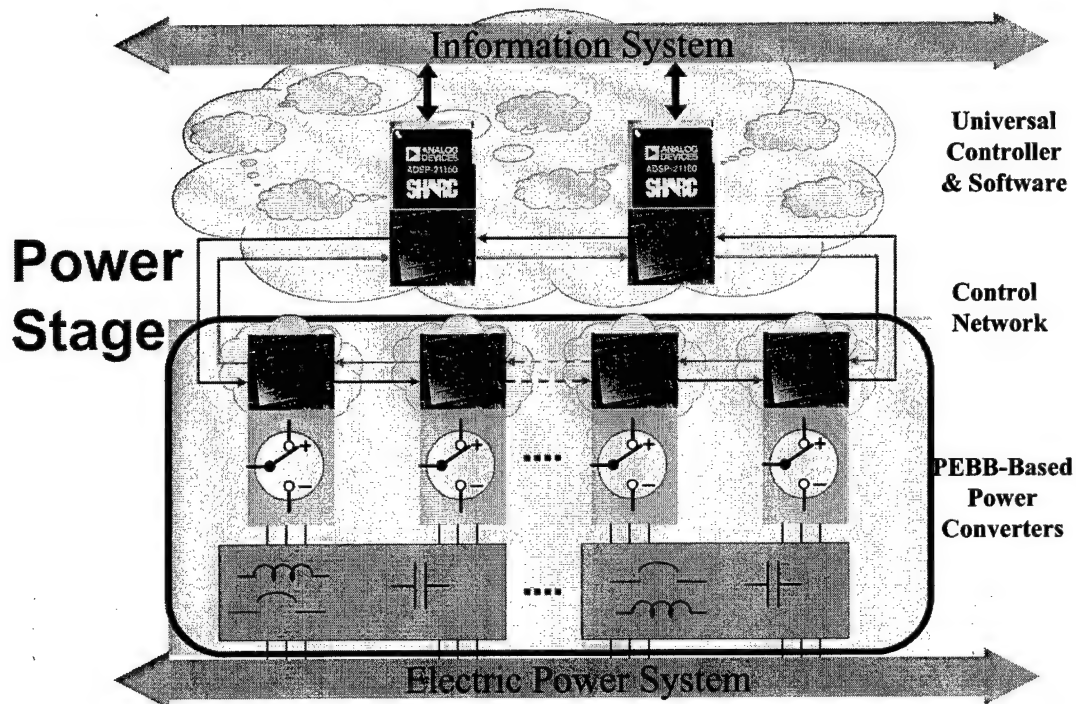 Information System
ANALOG
DEVICES
ADSP-21160
SHARC
ANALOG
DEVICES
ADSP-21160
SHARC
Universal
Controller
& Software
Power
Stage
Control
Network
+
−
+
−
+
−
+
−
PEBB-Based
Power
Converters
Electric Power System